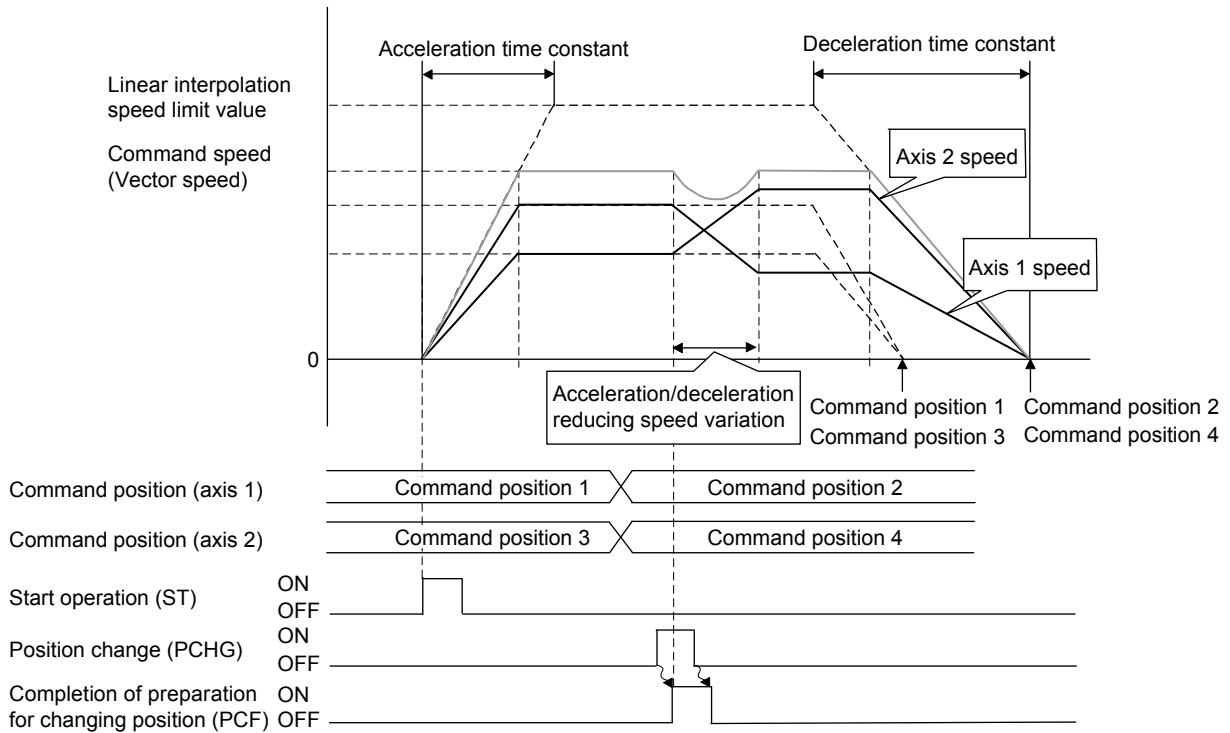 Acceleration time constant
Deceleration time constant
Linear interpolation
speed limit value
Command speed
(Vector speed)
Axis 2 speed
Axis 1 speed
0
Acceleration/deceleration
reducing speed variation
Command position 1
Command position 3
Command position 2
Command position 4
Command position (axis 1)
Command position 1
Command position 2
Command position (axis 2)
Command position 3
Command position 4
Start operation (ST)
ON
OFF
Position change (PCHG)
ON
OFF
Completion of preparation
for changing position (PCF)
ON
OFF